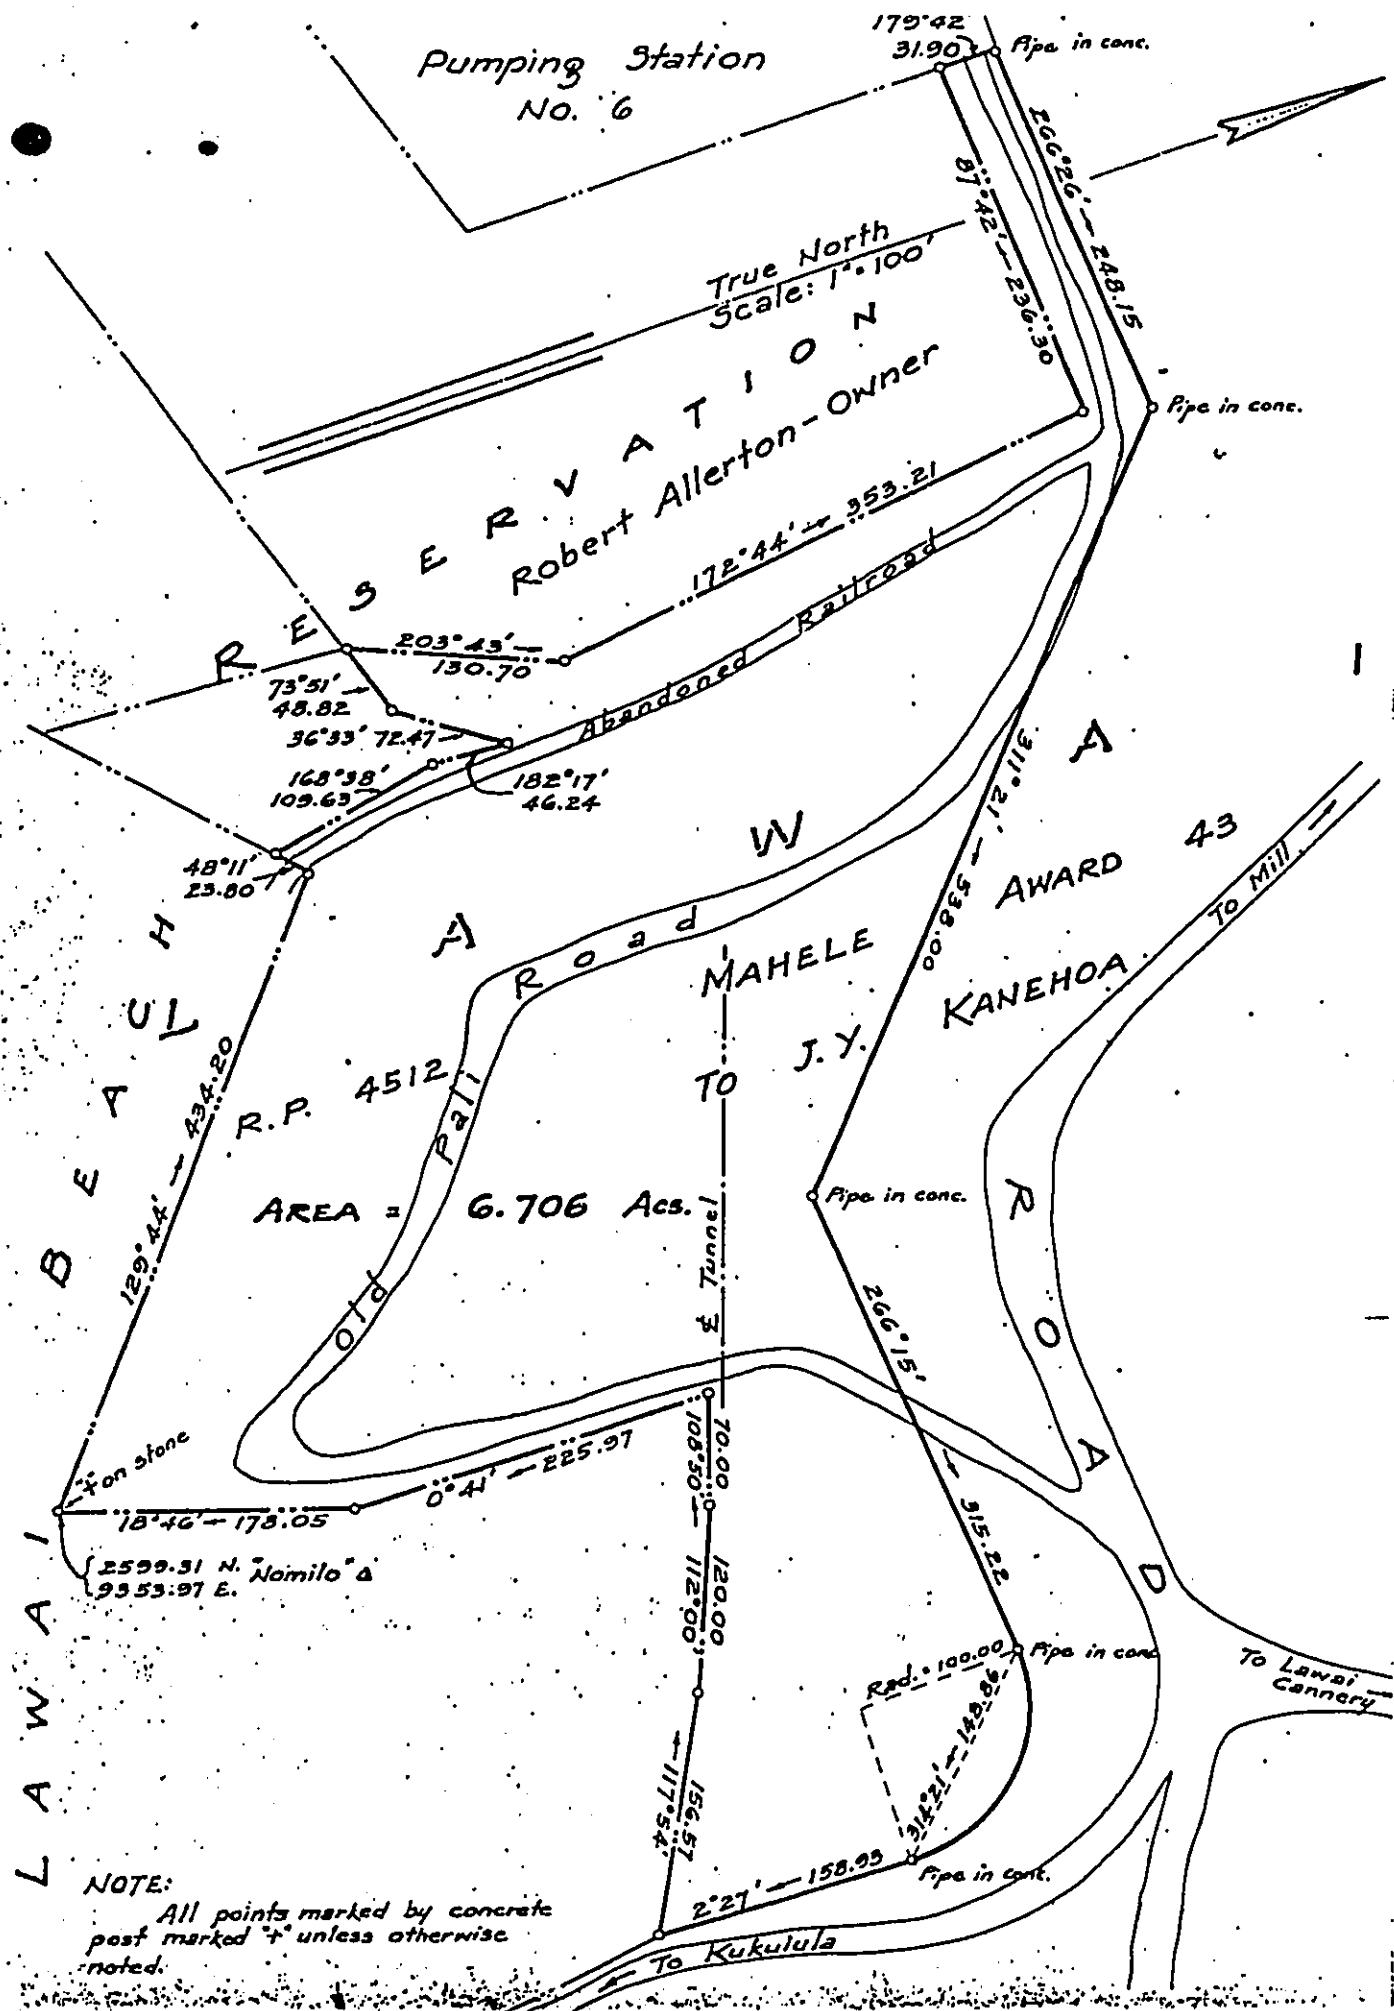 Pumping Station
No. 6
179°42
31.90
Pipe in conc.
266°26' 248.15
87°42' 236.30
True North
Scale: 1"=100'
RESERVATION
Robert Allerton - Owner
Pipe in conc.
172°44' 353.21
Abandoned Railroad
203°43'
130.70
73°51'
48.82
36°33' 72.47
182°17'
46.24
168°38'
109.63
48°11'
23.80
311°21' 538.00
LAWAI
BEACH
UL
A W A I
R.P. 4512 TO MAHELE AWARD 43
J.Y. KANEHOA
Old Pali Road
To Mill
129°44' 434.20
AREA = 6.706 Acs.
Tunnel
Pipe in conc.
ROAD
266°15' 315.22
"+" on stone
18°46' 178.05
0°41' 225.97
70.00
108°50'
120.00
112°00'
156.57
117°54'
2599.31 N. "Nomilo" Δ
9353.97 E.
Rad. = 100.00
Pipe in conc
314°21' 148.86
To Lawai
Cannery
2°27' 158.93
Pipe in conc.
To Kukuiula
NOTE:
All points marked by concrete
post marked "+" unless otherwise
noted.